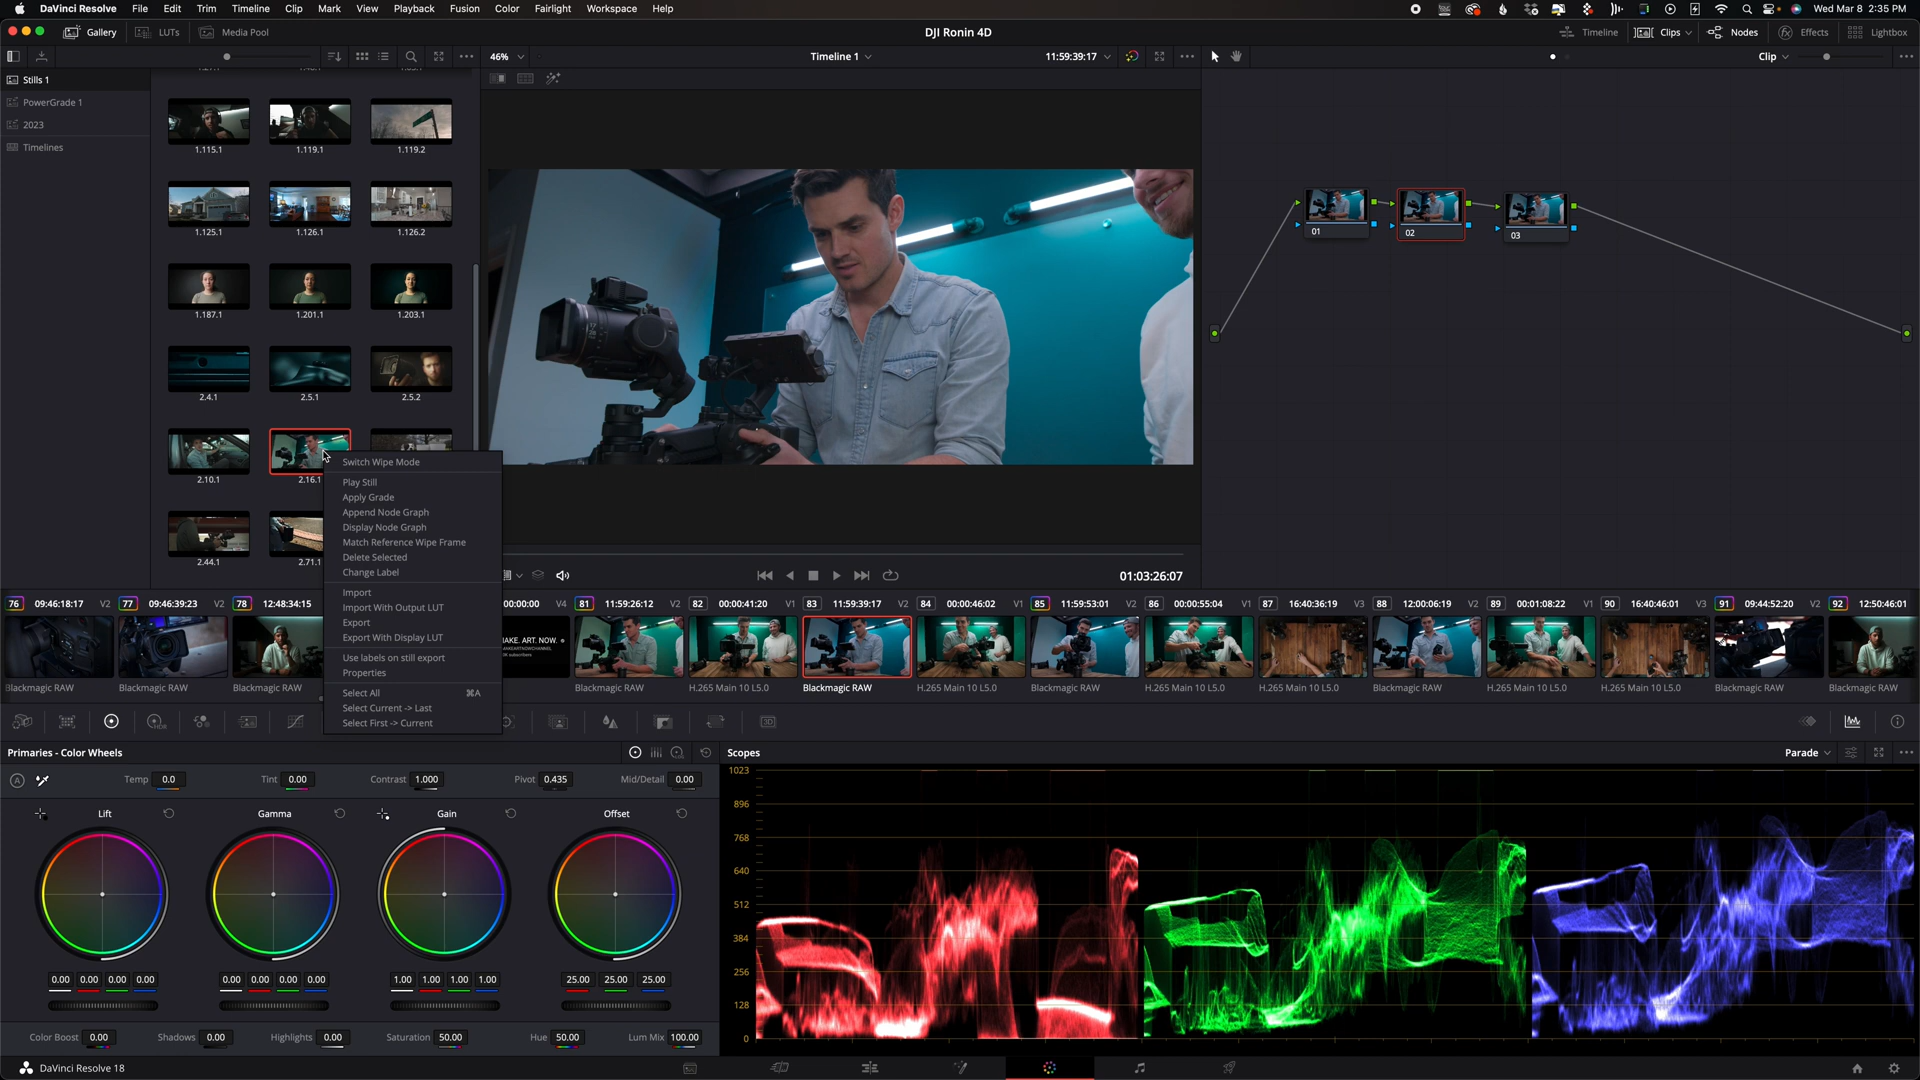 DaVinci Resolve File Edit Trim Timeline Clip Mark View Playback Fusion Color Fairlight Workspace Help Wed Mar 8 2:35 PM
Gallery LUTs Media Pool DJI Ronin 4D Timeline Clips Nodes Effects Lightbox
46% Timeline 1 11:59:39:17 Clip
Stills 1
PowerGrade 1
2023
Timelines
1.115.1 1.119.1 1.119.2
1.125.1 1.126.1 1.126.2
1.187.1 1.201.1 1.203.1
2.4.1 2.5.1 2.5.2
2.10.1 2.16.1
2.44.1 2.71.1
01 02 03
Switch Wipe Mode
Play Still
Apply Grade
Append Node Graph
Display Node Graph
Match Reference Wipe Frame
Delete Selected
Change Label
Import
Import With Output LUT
Export
Export With Display LUT
Use labels on still export
Properties
Select All ⌘A
Select Current -> Last
Select First -> Current
01:03:26:07
76 09:46:18:17 V2 77 09:46:39:23 V2 78 12:48:34:15 00:00:00 V4 81 11:59:26:12 V2 82 00:00:41:20 V1 83 11:59:39:17 V2 84 00:00:46:02 V1 85 11:59:53:01 V2 86 00:00:55:04 V1 87 16:40:36:19 V3 88 12:00:06:19 V2 89 00:01:08:22 V1 90 16:40:46:01 V3 91 09:44:52:20 V2 92 12:50:46:01
MAKE. ART. NOW.
Blackmagic RAW Blackmagic RAW Blackmagic RAW Blackmagic RAW H.265 Main 10 L5.0 Blackmagic RAW H.265 Main 10 L5.0 Blackmagic RAW H.265 Main 10 L5.0 H.265 Main 10 L5.0 Blackmagic RAW H.265 Main 10 L5.0 H.265 Main 10 L5.0 Blackmagic RAW Blackmagic RAW
HDR 3D
Primaries - Color Wheels
Temp 0.0 Tint 0.00 Contrast 1.000 Pivot 0.435 Mid/Detail 0.00
Lift Gamma Gain Offset
0.00 0.00 0.00 0.00 0.00 0.00 0.00 0.00 1.00 1.00 1.00 1.00 25.00 25.00 25.00
Color Boost 0.00 Shadows 0.00 Highlights 0.00 Saturation 50.00 Hue 50.00 Lum Mix 100.00
Scopes Parade
1023
896
768
640
512
384
256
128
0
DaVinci Resolve 18